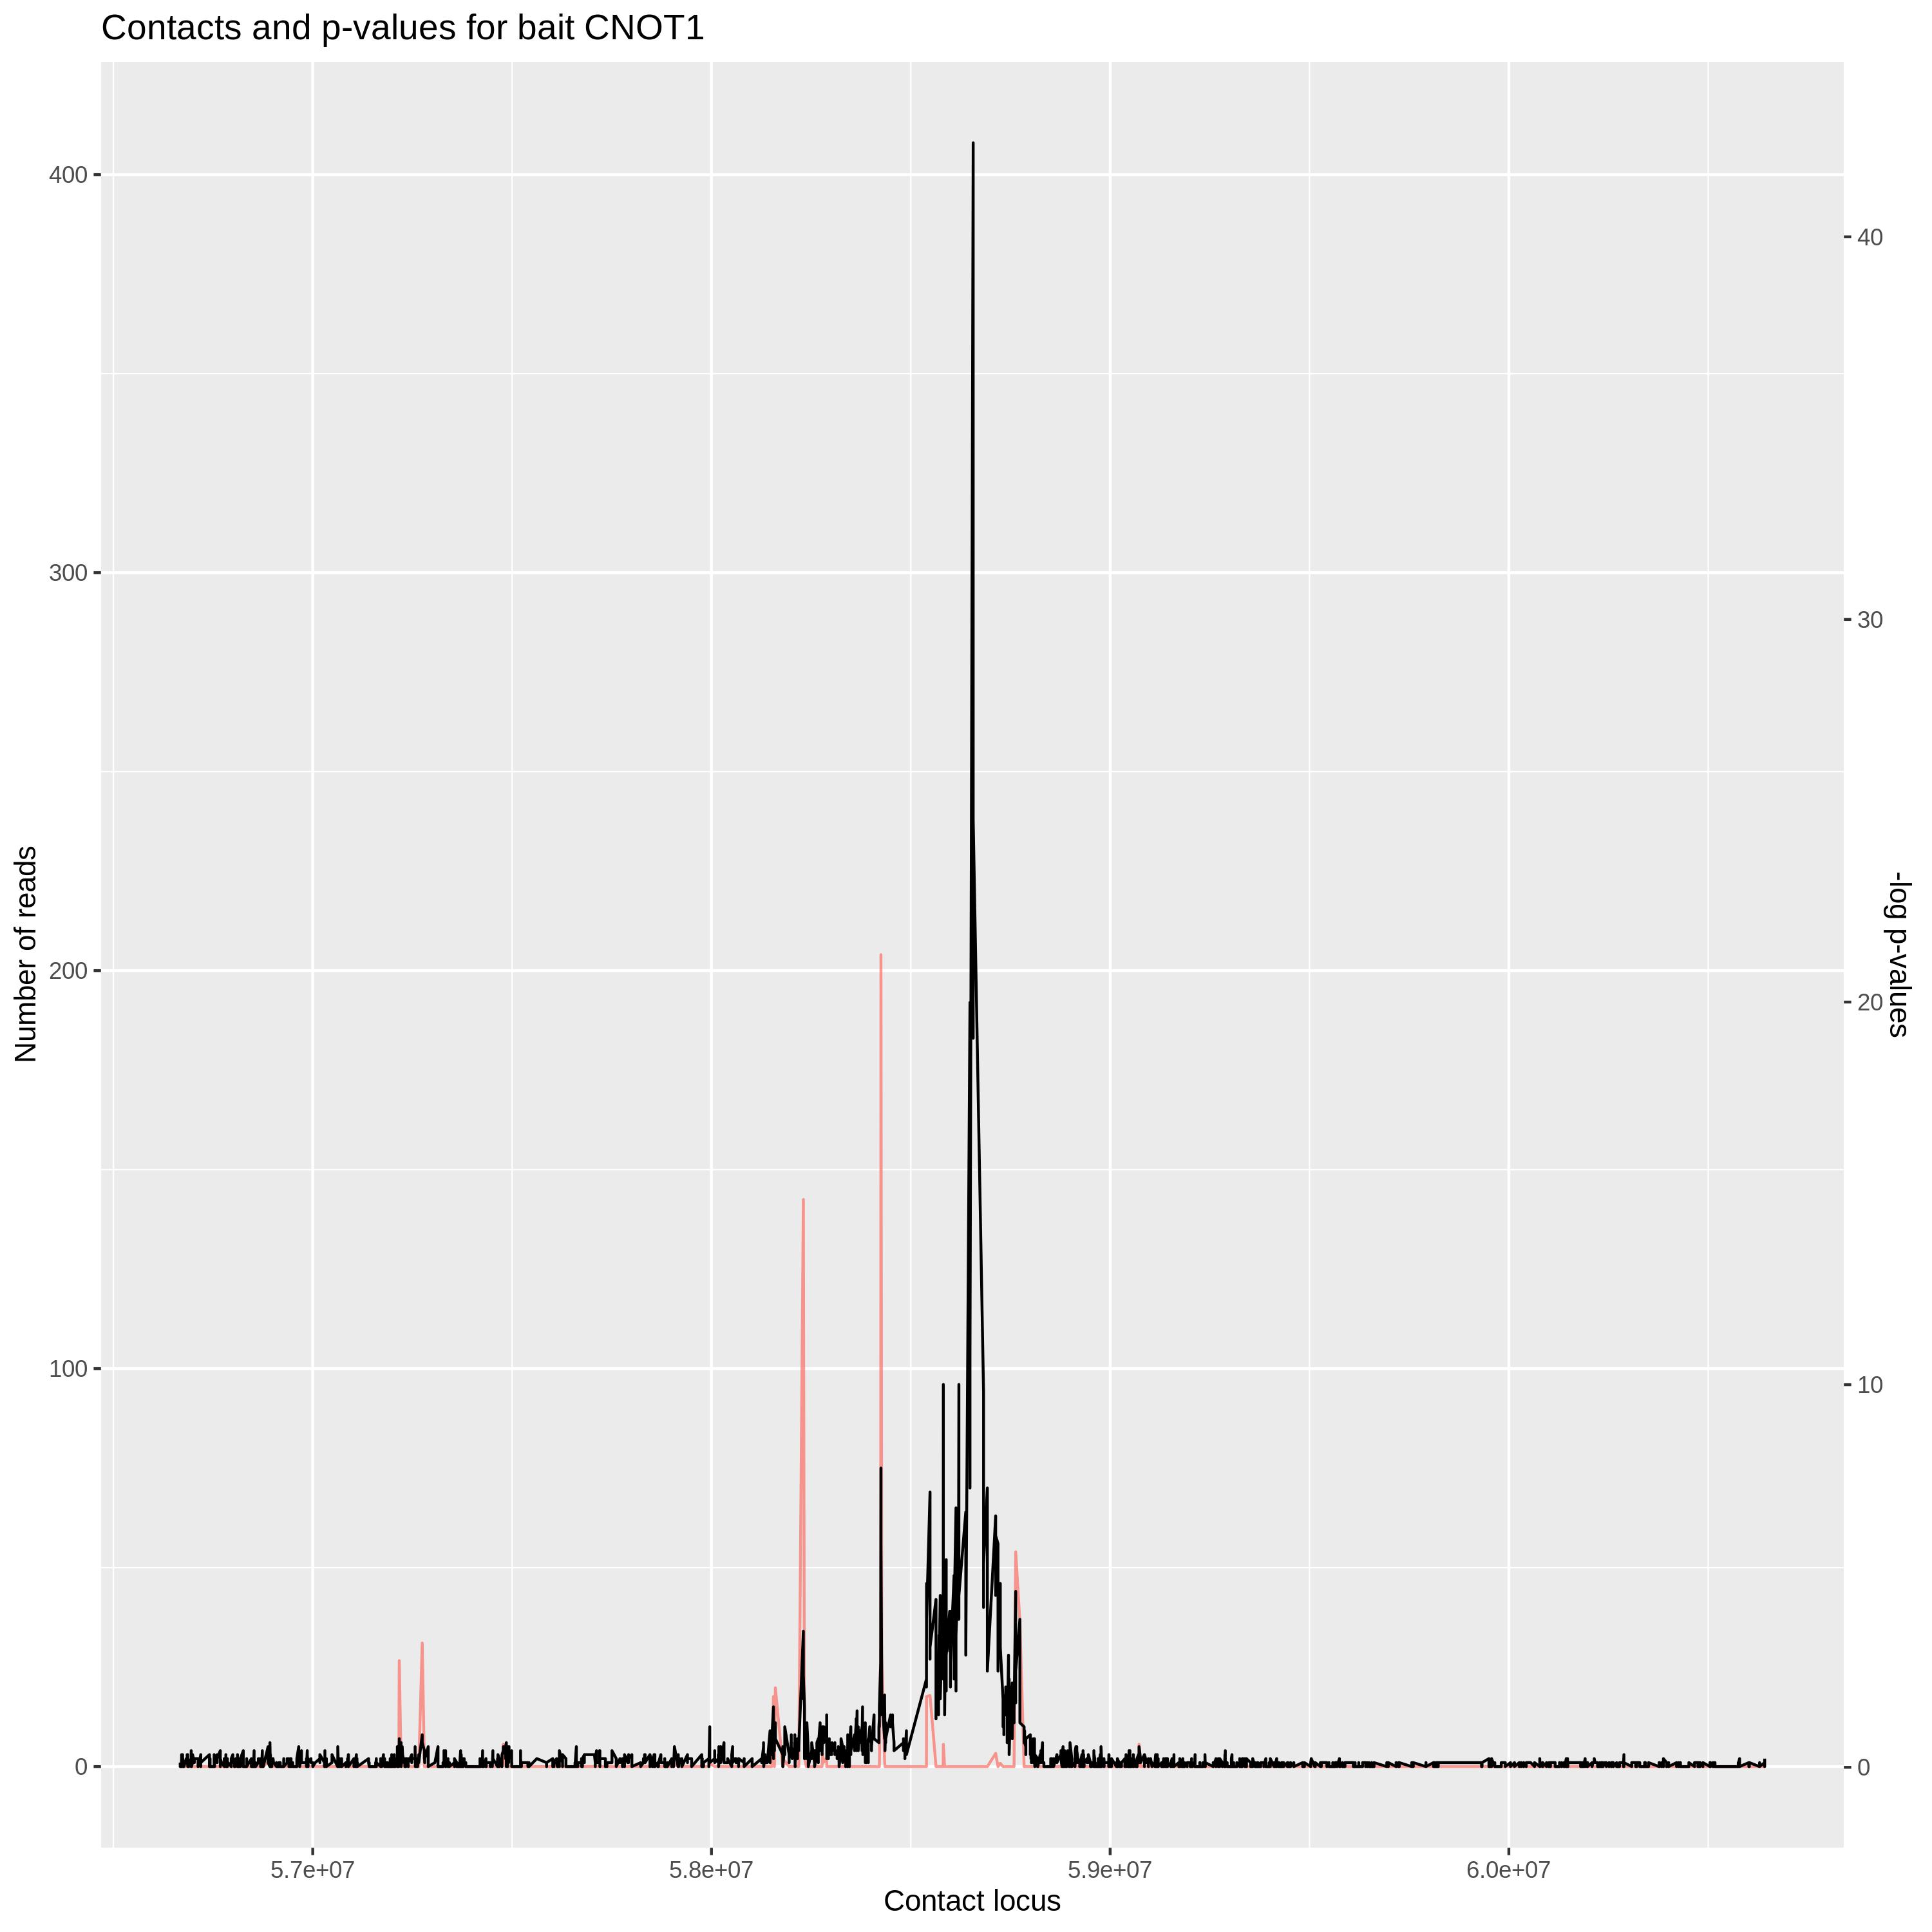 Contacts and p-values for bait CNOT1
400
300
200
100
0
Number of reads
40
30
20
10
0
-log p-values
5.7e+07
5.8e+07
5.9e+07
6.0e+07
Contact locus